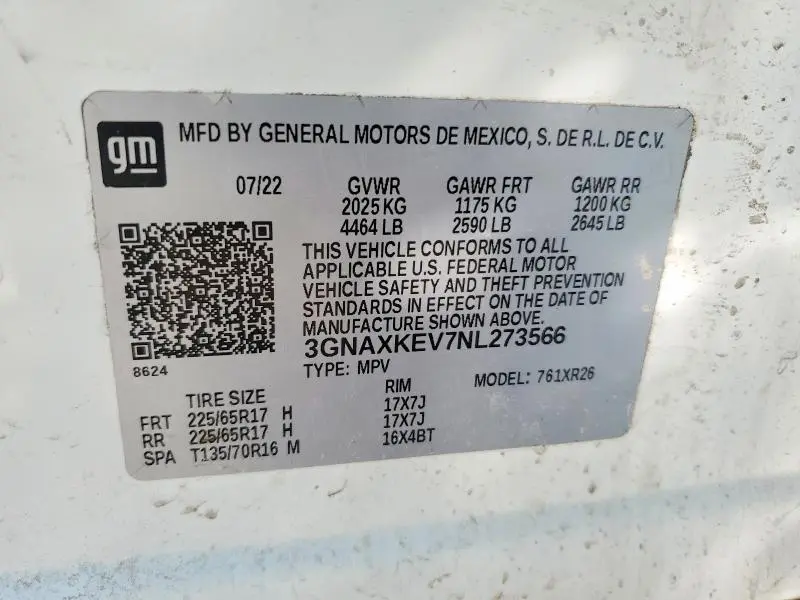 gm
MFD BY GENERAL MOTORS DE MEXICO, S. DE R.L. DE C.V.
07/22 GVWR GAWR FRT GAWR RR
2025 KG 1175 KG 1200 KG
4464 LB 2590 LB 2645 LB
THIS VEHICLE CONFORMS TO ALL
APPLICABLE U.S. FEDERAL MOTOR
VEHICLE SAFETY AND THEFT PREVENTION
STANDARDS IN EFFECT ON THE DATE OF
MANUFACTURE SHOWN ABOVE.
3GNAXKEV7NL273566
8624
TYPE: MPV MODEL: 761XR26
TIRE SIZE RIM
FRT 225/65R17 H 17X7J
RR 225/65R17 H 17X7J
SPA T135/70R16 M 16X4BT